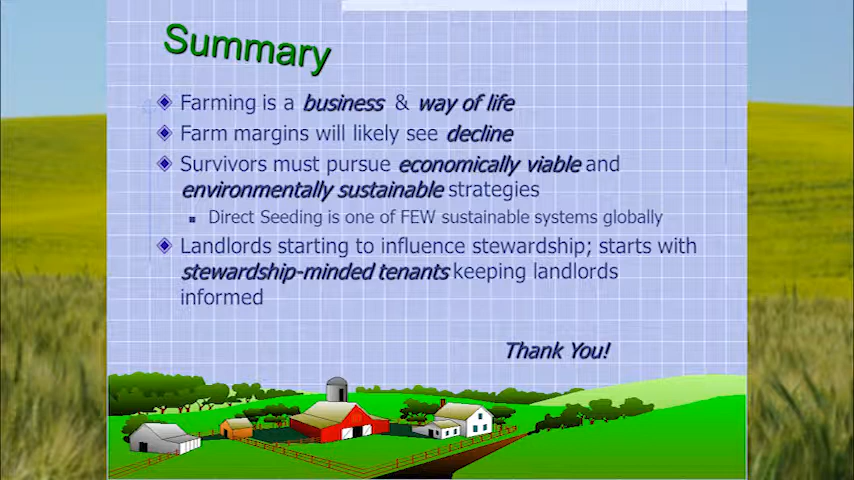 Summary
Farming is a business & way of life
Farm margins will likely see decline
Survivors must pursue economically viable and
environmentally sustainable strategies
Direct Seeding is one of FEW sustainable systems globally
Landlords starting to influence stewardship; starts with
stewardship-minded tenants keeping landlords
informed
Thank You!